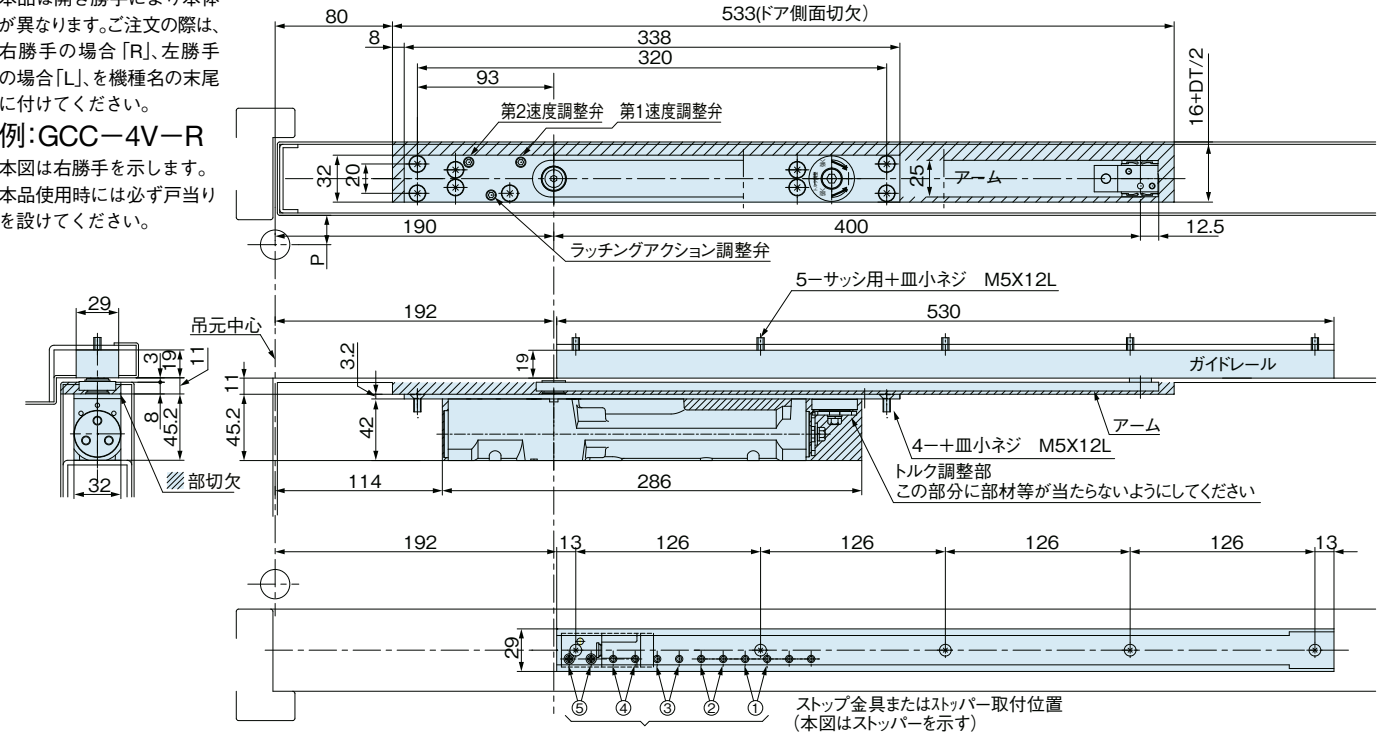 本品は開き勝手により本体
が異なります。ご注文の際は、
右勝手の場合「R」、左勝手
の場合「L」、を機種名の末尾
に付けてください。
例:GCC－4V－R
本図は右勝手を示します。
本品使用時には必ず戸当り
を設けてください。
80
533(ドア側面切欠)
8
338
320
93
16+DT/2
第2速度調整弁 第1速度調整弁
32
20
25
アーム
190
400
12.5
P
ラッチングアクション調整弁
5－サッシ用+皿小ネジ M5X12L
29
吊元中心
192
530
3
19
11
3.2
19
ガイドレール
11
8
45.2
45.2
42
アーム
4－+皿小ネジ M5X12L
トルク調整部
この部分に部材等が当たらないようにしてください
32
部切欠
114
286
192
13
126
126
126
126
13
29
⑤ ④ ③ ② ①
ストップ金具またはストッパー取付位置
(本図はストッパーを示す)